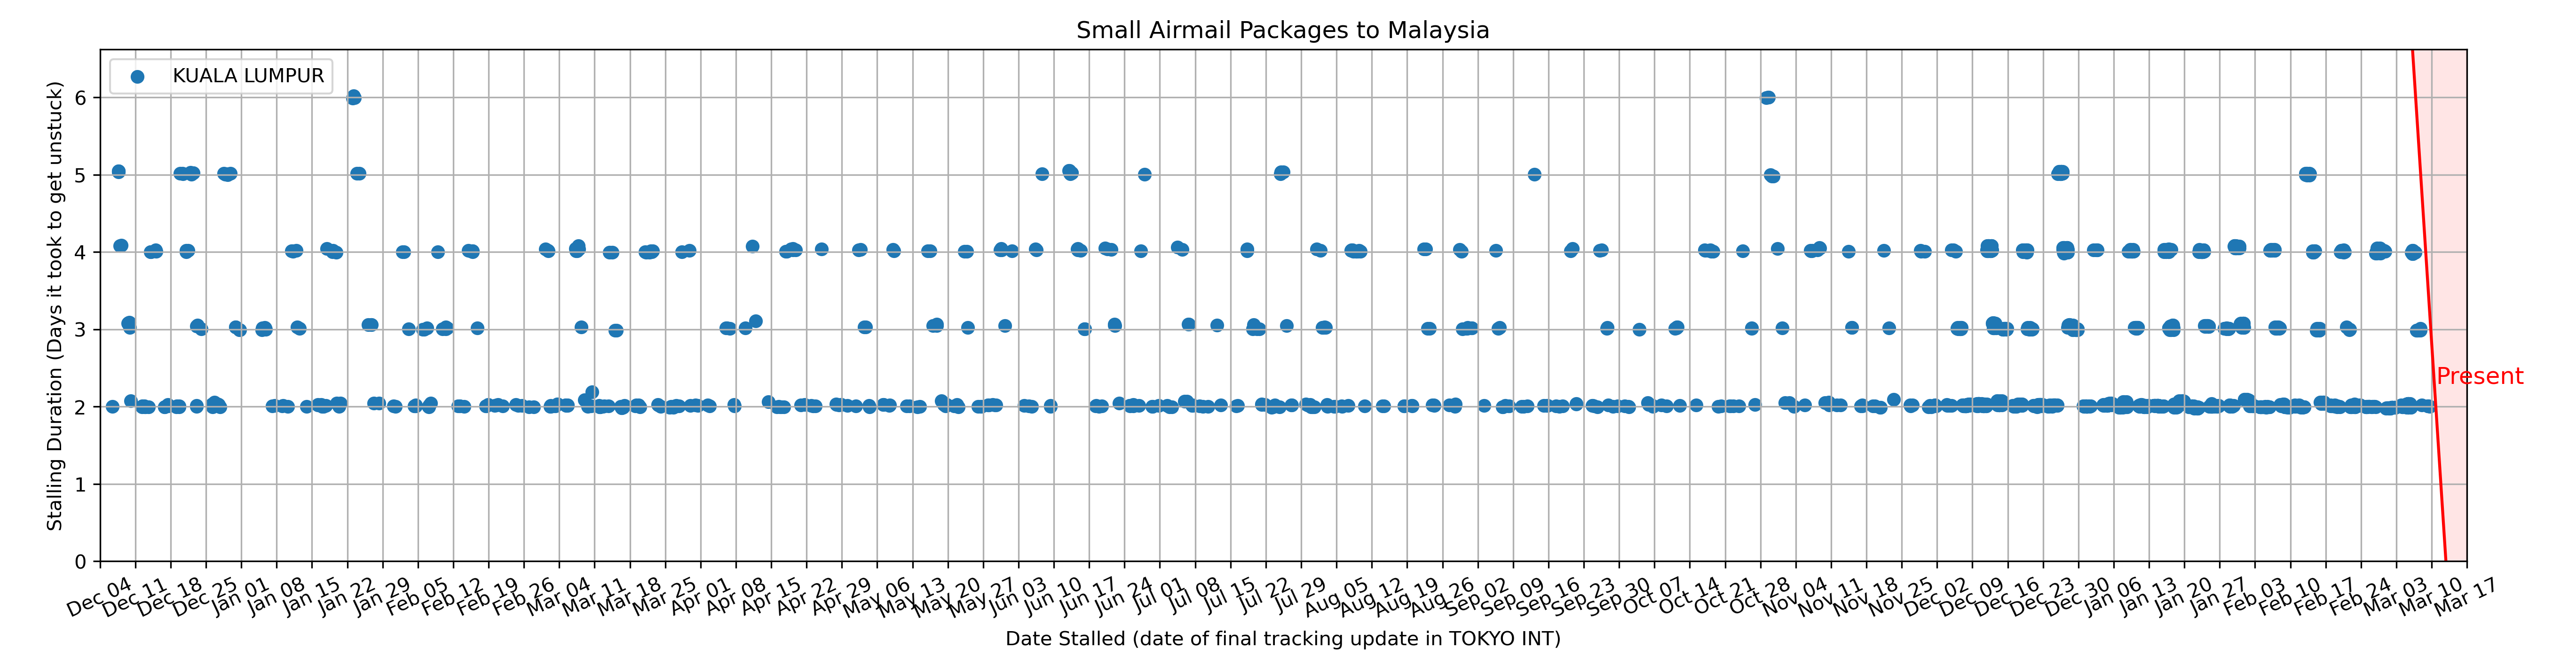 Small Airmail Packages to Malaysia
KUALA LUMPUR
Stalling Duration (Days it took to get unstuck)
6
5
4
3
2
1
0
Present
Dec 04 Dec 11 Dec 18 Dec 25 Jan 01 Jan 08 Jan 15 Jan 22 Jan 29 Feb 05 Feb 12 Feb 19 Feb 26 Mar 04 Mar 11 Mar 18 Mar 25 Apr 01 Apr 08 Apr 15 Apr 22 Apr 29 May 06 May 13 May 20 May 27 Jun 03 Jun 10 Jun 17 Jun 24 Jul 01 Jul 08 Jul 15 Jul 22 Jul 29 Aug 05 Aug 12 Aug 19 Aug 26 Sep 02 Sep 09 Sep 16 Sep 23 Sep 30 Oct 07 Oct 14 Oct 21 Oct 28 Nov 04 Nov 11 Nov 18 Nov 25 Dec 02 Dec 09 Dec 16 Dec 23 Dec 30 Jan 06 Jan 13 Jan 20 Jan 27 Feb 03 Feb 10 Feb 17 Feb 24 Mar 03 Mar 10 Mar 17
Date Stalled (date of final tracking update in TOKYO INT)